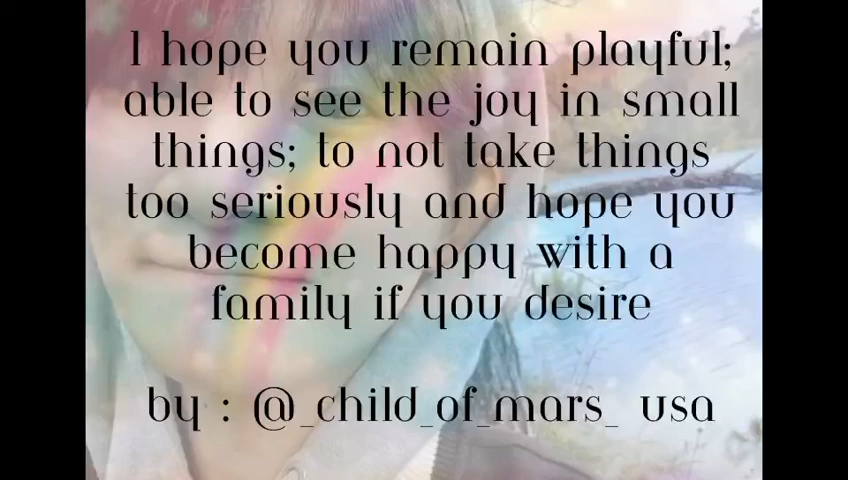 I hope you remain playful;
able to see the joy in small
things; to not take things
too seriously and hope you
become happy with a
family if you desire
by : @_child_of_mars_ usa